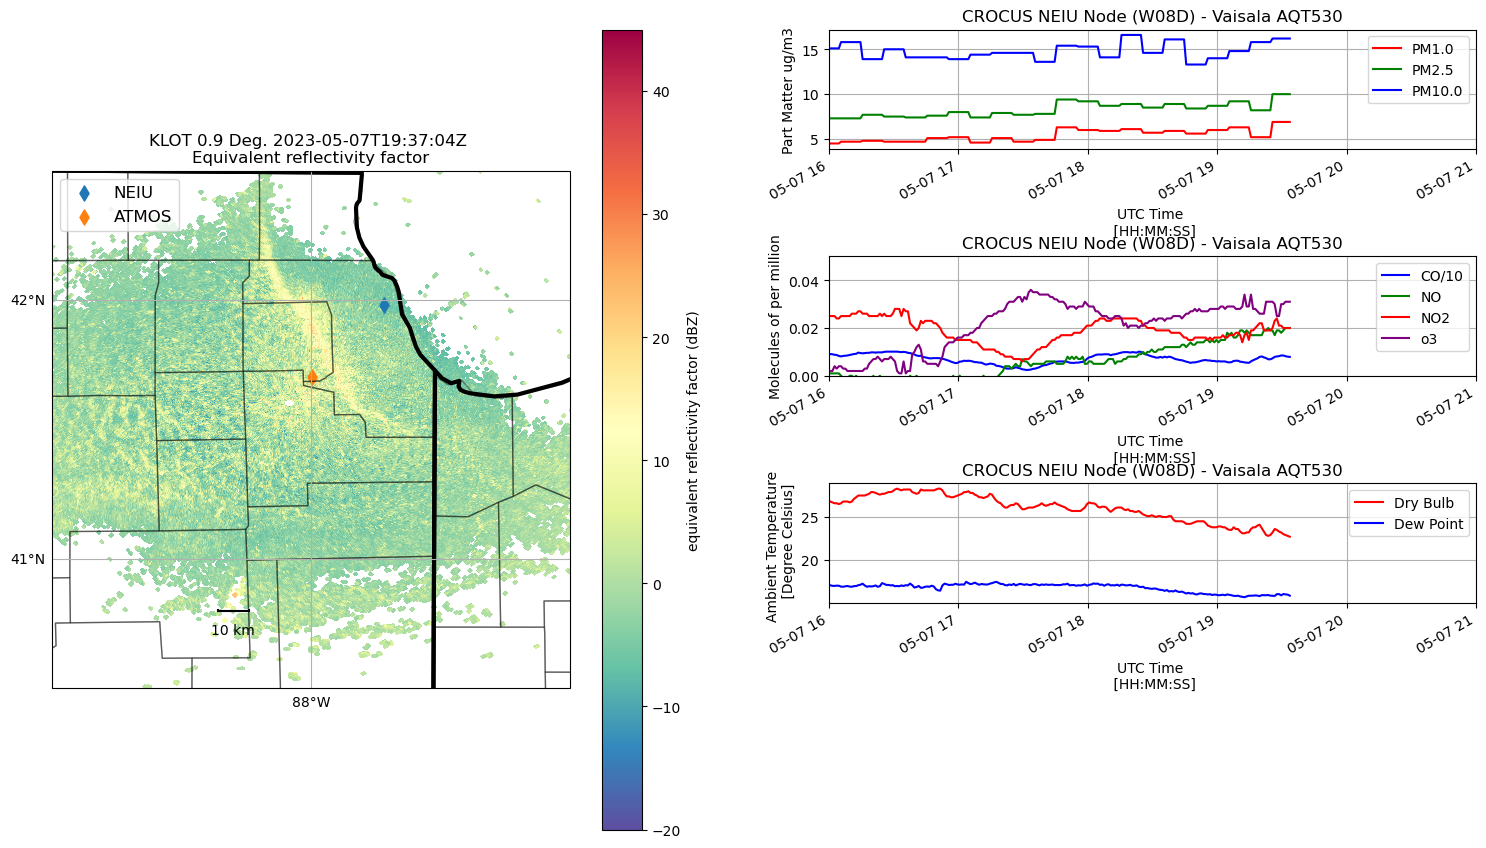 KLOT 0.9 Deg. 2023-05-07T19:37:04Z
Equivalent reflectivity factor
NEIU
ATMOS
42°N
41°N
88°W
10 km
40
30
20
10
0
−10
−20
equivalent reflectivity factor (dBZ)
CROCUS NEIU Node (W08D) - Vaisala AQT530
Part Matter ug/m3
15
10
5
PM1.0
PM2.5
PM10.0
05-07 16
05-07 17
05-07 18
05-07 19
05-07 20
05-07 21
UTC Time
[HH:MM:SS]
CROCUS NEIU Node (W08D) - Vaisala AQT530
Molecules of per million
0.04
0.02
0.00
CO/10
NO
NO2
o3
05-07 16
05-07 17
05-07 18
05-07 19
05-07 20
05-07 21
UTC Time
[HH:MM:SS]
CROCUS NEIU Node (W08D) - Vaisala AQT530
Ambient Temperature
[Degree Celsius]
25
20
Dry Bulb
Dew Point
05-07 16
05-07 17
05-07 18
05-07 19
05-07 20
05-07 21
UTC Time
[HH:MM:SS]